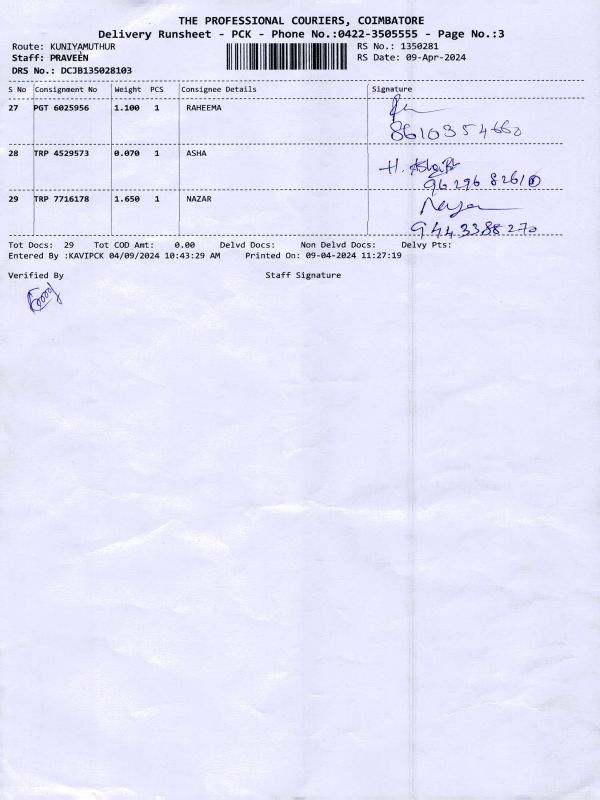 THE PROFESSIONAL COURIERS, COIMBATORE
Delivery Runsheet - PCK - Phone No.:0422-3505555 - Page No.:3
Route: KUNIYAMUTHUR RS No.: 1350281
Staff: PRAVEEN RS Date: 09-Apr-2024
DRS No.: DCJB135028103
S No Consignment No Weight PCS Consignee Details Signature
27 PGT 6025956 1.100 1 RAHEEMA
8610354660
28 TRP 4529573 0.070 1 ASHA
29 TRP 7716178 1.650 1 NAZAR
9443388270
Tot Docs: 29 Tot COD Amt: 0.00 Delvd Docs: Non Delvd Docs: Delvy Pts:
Entered By :KAVIPCK 04/09/2024 10:43:29 AM Printed On: 09-04-2024 11:27:19
Verified By Staff Signature